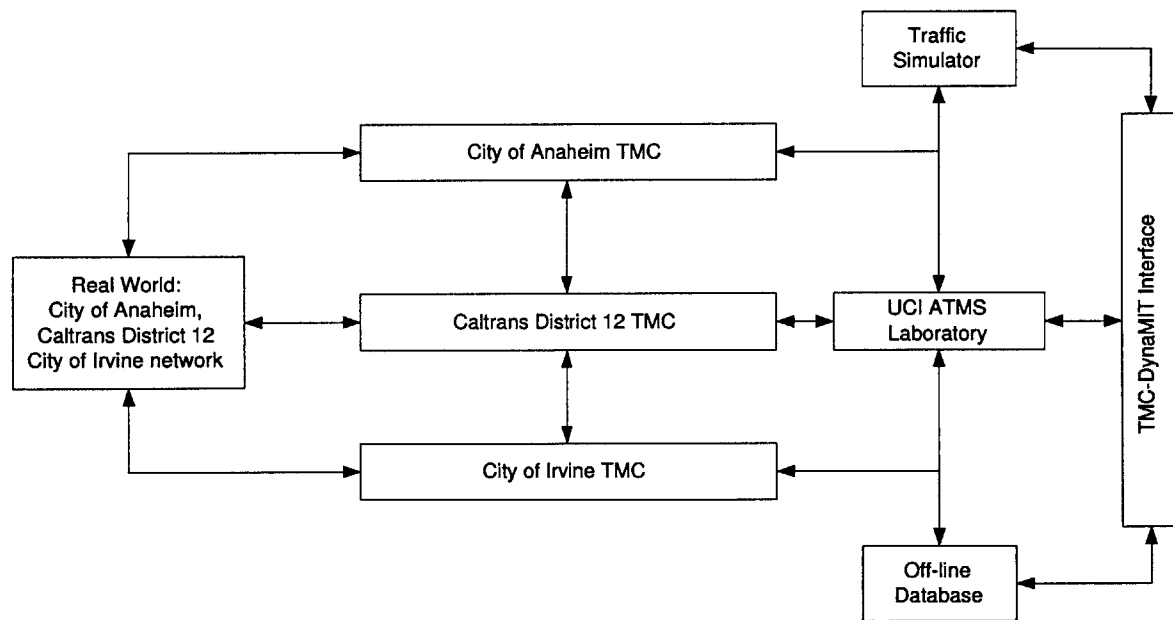 Traffic
Simulator
City of Anaheim TMC
Real World:
City of Anaheim,
Caltrans District 12
City of Irvine network
Caltrans District 12 TMC
UCI ATMS
Laboratory
TMC-DynaMIT Interface
City of Irvine TMC
Off-line
Database